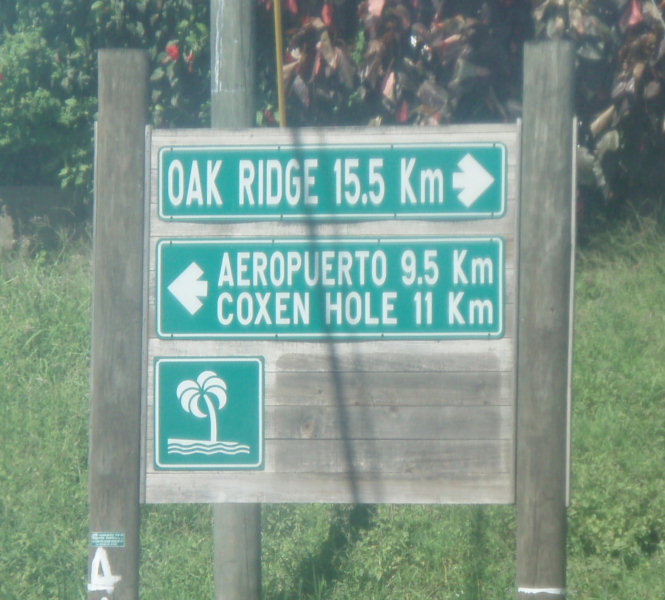 OAK RIDGE 15.5 Km
AEROPUERTO 9.5 Km
COXEN HOLE 11 Km